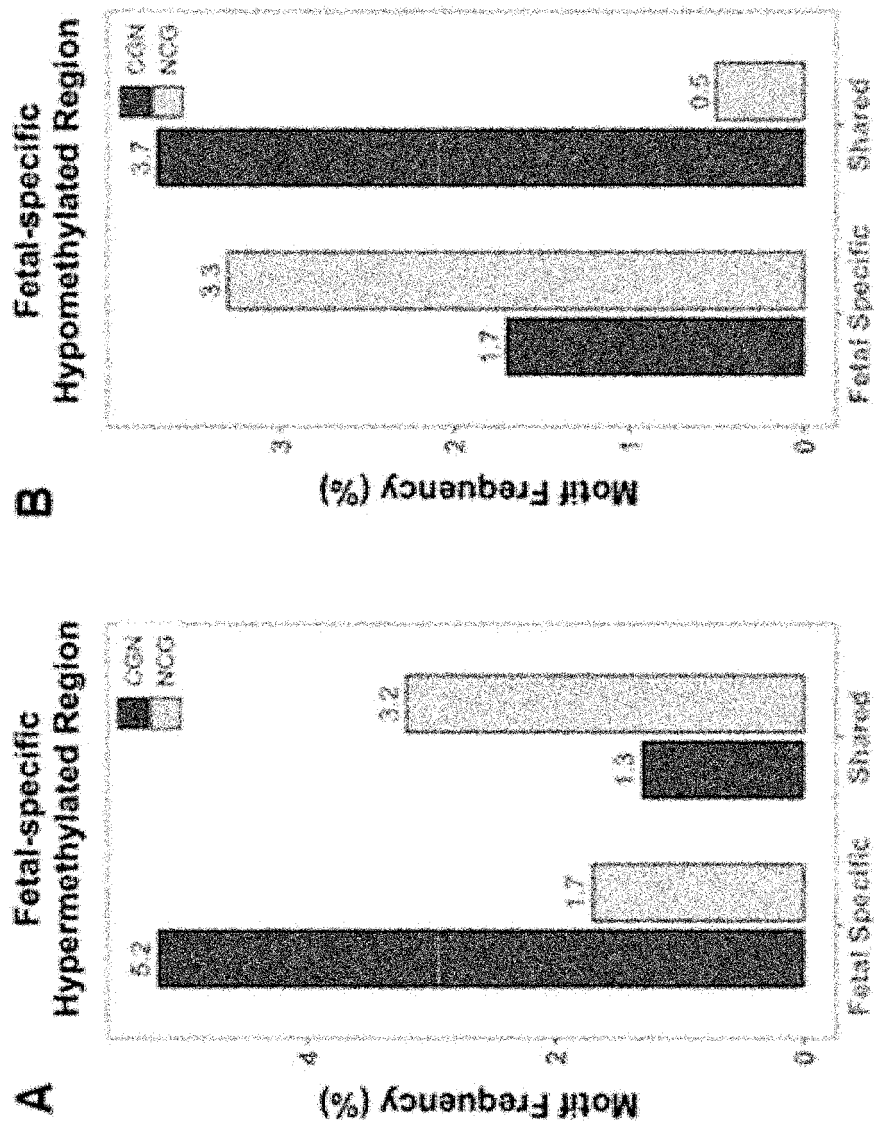 A
Fetal-specific
Hypermethylated Region
CGN
NCG
Motif Frequency (%)
4
2
0
5.2
1.7
1.3
3.2
Fetal Specific
Shared
B
Fetal-specific
Hypomethylated Region
CGN
NCG
Motif Frequency (%)
3
2
1
0
1.7
3.3
3.7
0.5
Fetal Specific
Shared